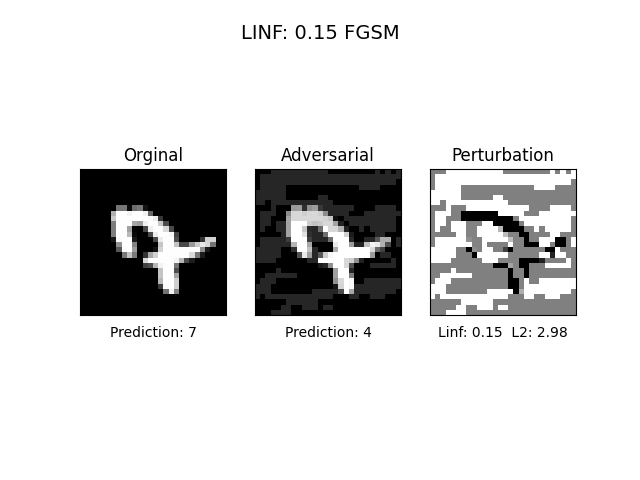 LINF: 0.15 FGSM
Orginal Adversarial Perturbation
Prediction: 7 Prediction: 4 Linf: 0.15 L2: 2.98